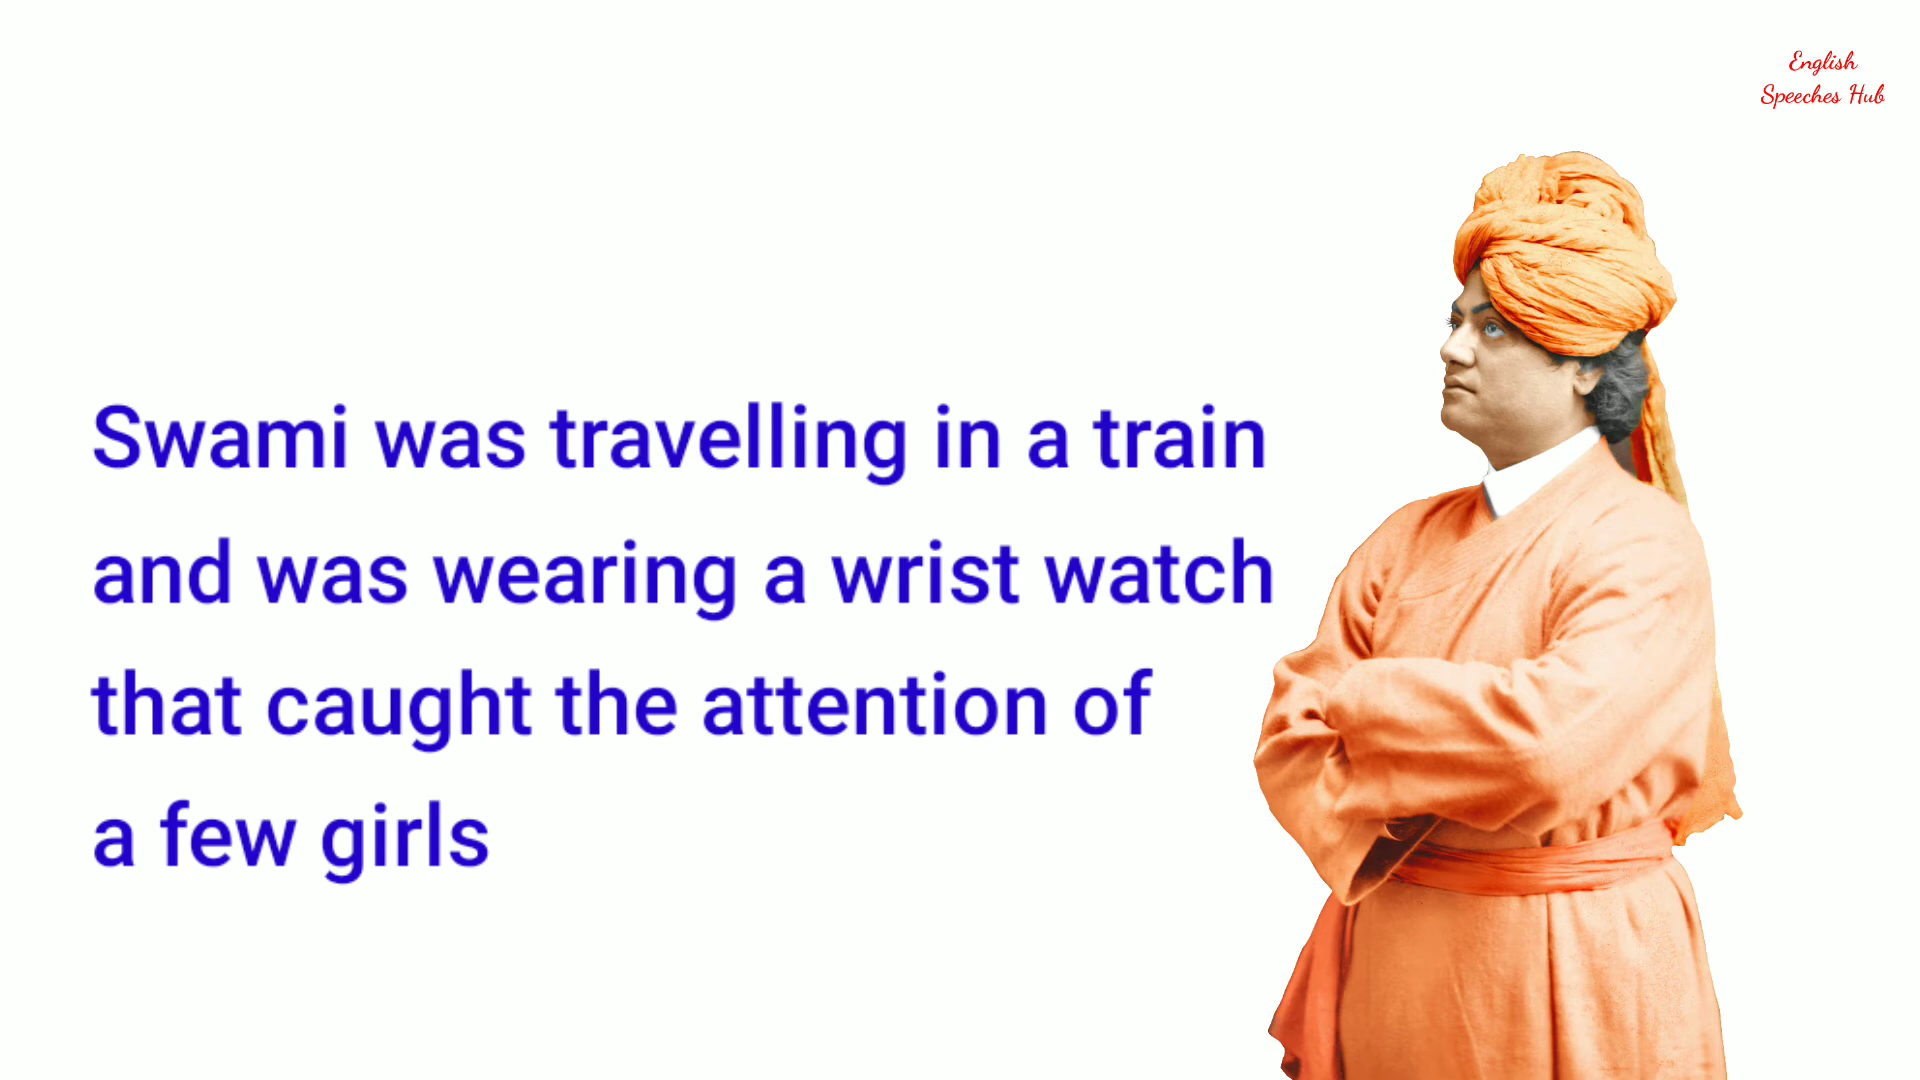 English
Speeches Hub
Swami was travelling in a train
and was wearing a wrist watch
that caught the attention of
a few girls